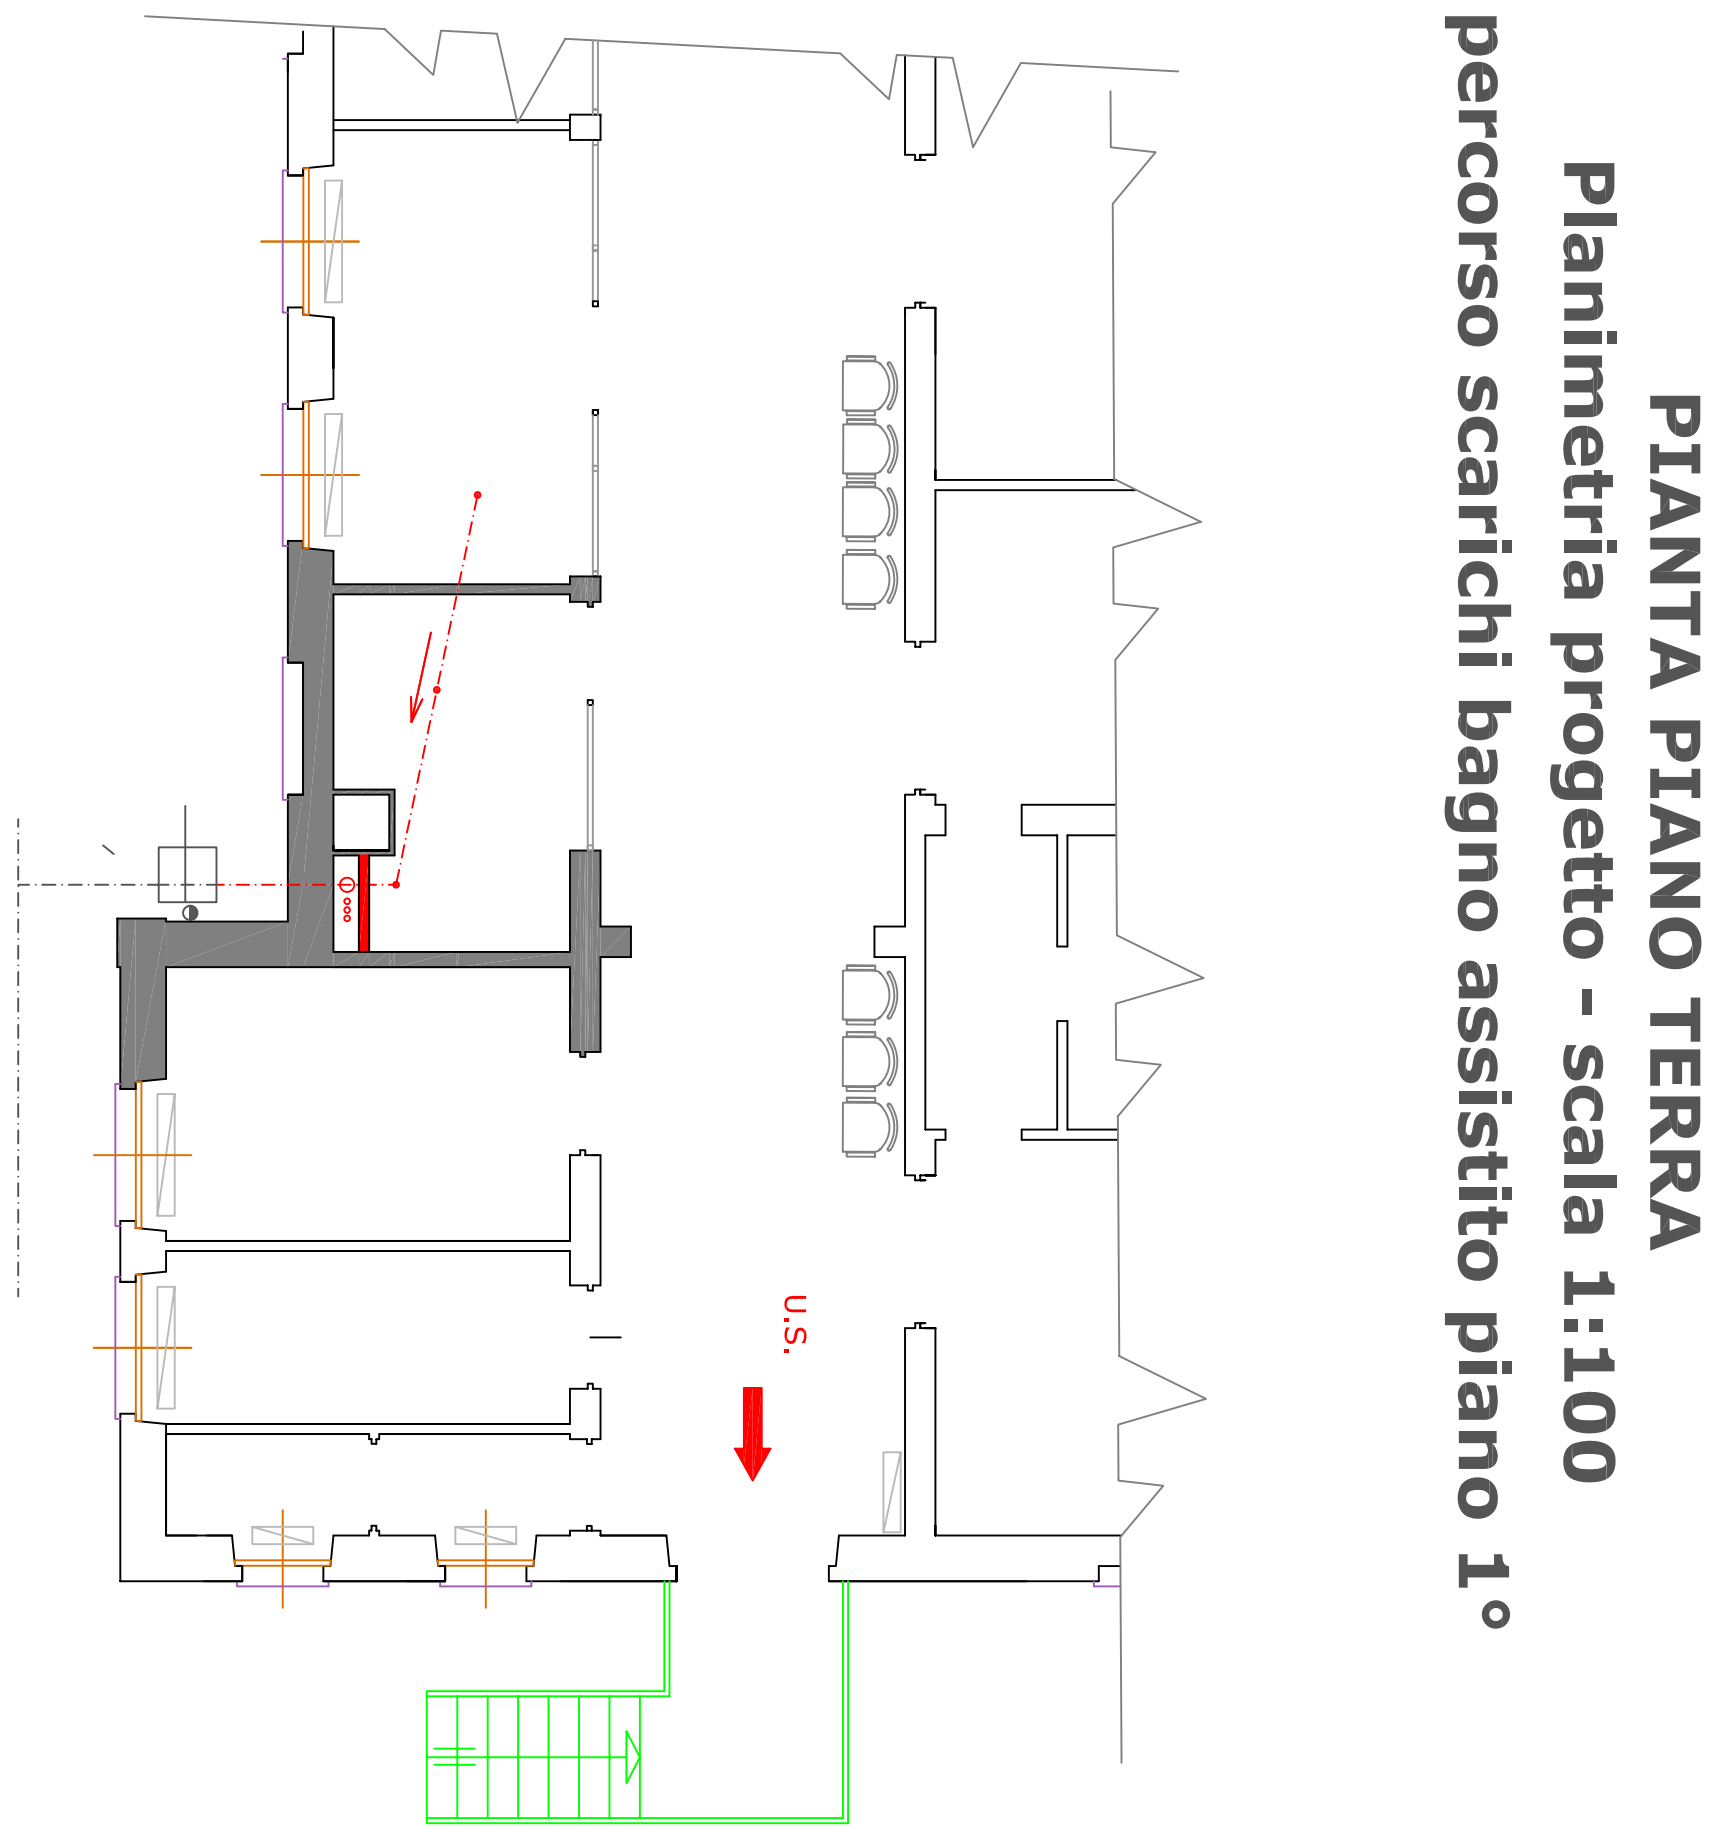 PIANTA PIANO TERRA
Planimetria progetto - scala 1:100
percorso scarichi bagno assistito piano 1°
U.S.